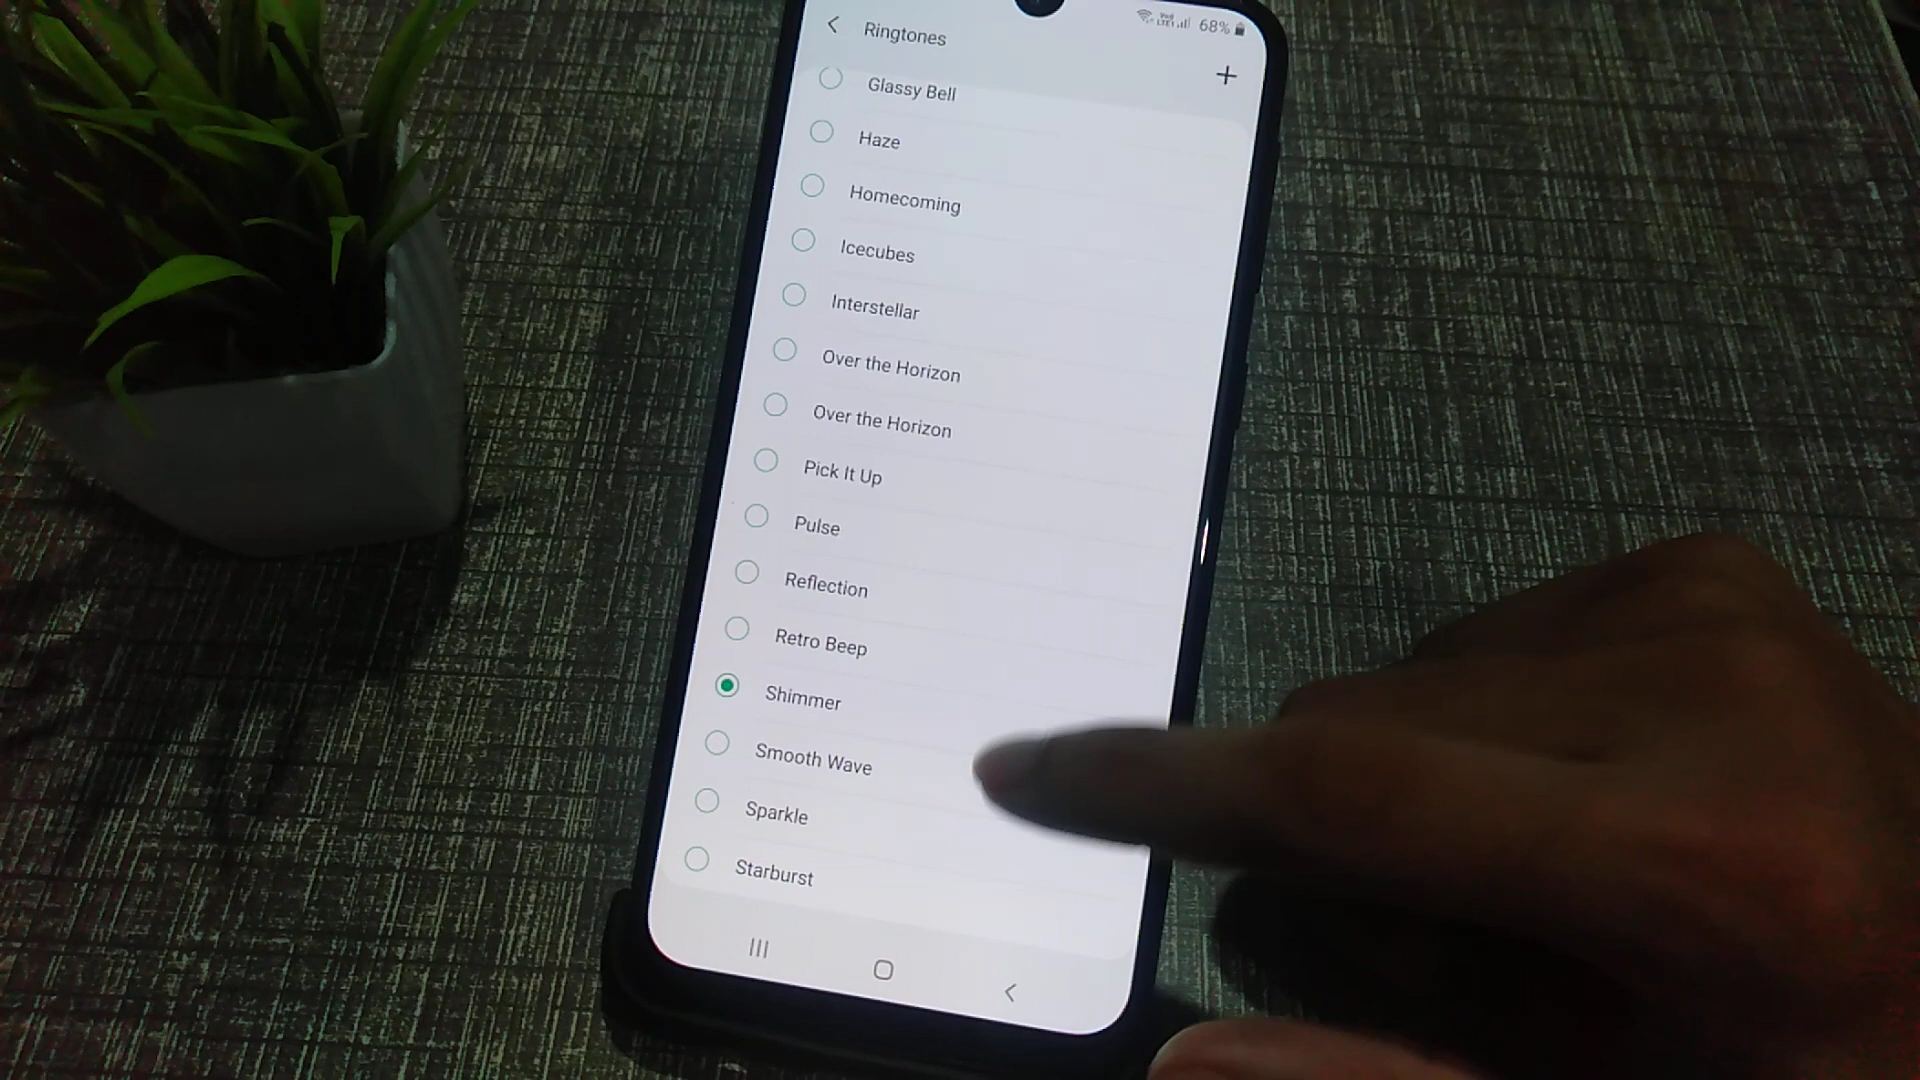 Ringtones
68%
Glassy Bell
Haze
Homecoming
Icecubes
Interstellar
Over the Horizon
Over the Horizon
Pick It Up
Pulse
Reflection
Retro Beep
Shimmer
Smooth Wave
Sparkle
Starburst